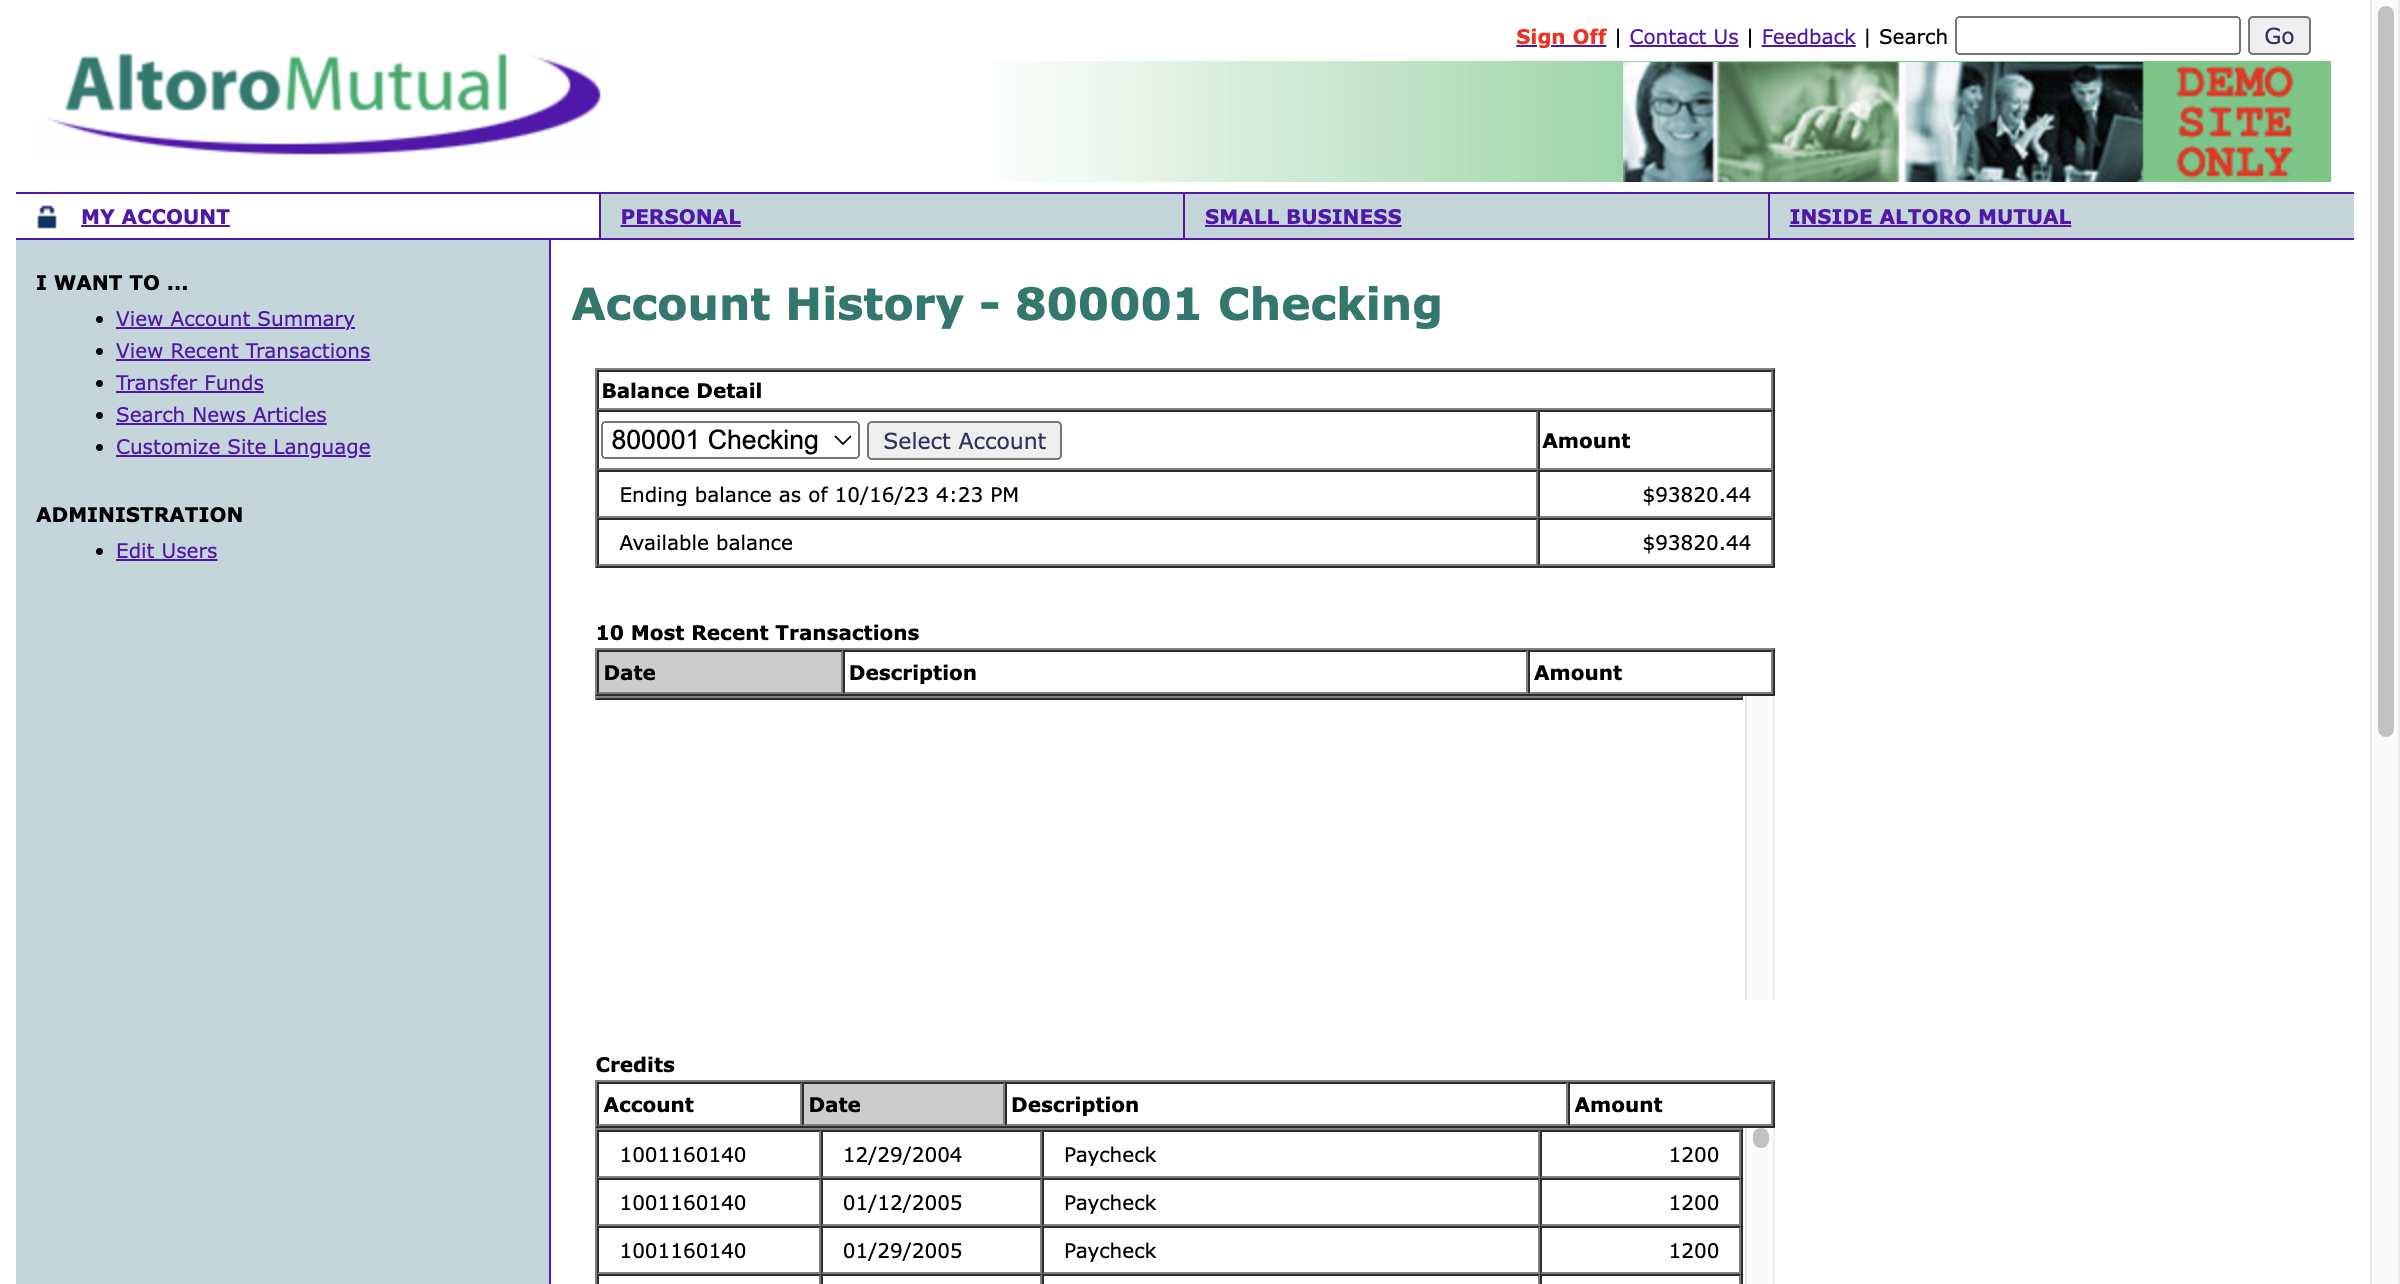 Sign Off | Contact Us | Feedback | Search Go
AltoroMutual
DEMO
SITE
ONLY
MY ACCOUNT PERSONAL SMALL BUSINESS INSIDE ALTORO MUTUAL
I WANT TO ...
View Account Summary
View Recent Transactions
Transfer Funds
Search News Articles
Customize Site Language
ADMINISTRATION
Edit Users
Account History - 800001 Checking
Balance Detail
800001 Checking Select Account Amount
Ending balance as of 10/16/23 4:23 PM $93820.44
Available balance $93820.44
10 Most Recent Transactions
Date Description Amount
Credits
Account Date Description Amount
1001160140 12/29/2004 Paycheck 1200
1001160140 01/12/2005 Paycheck 1200
1001160140 01/29/2005 Paycheck 1200